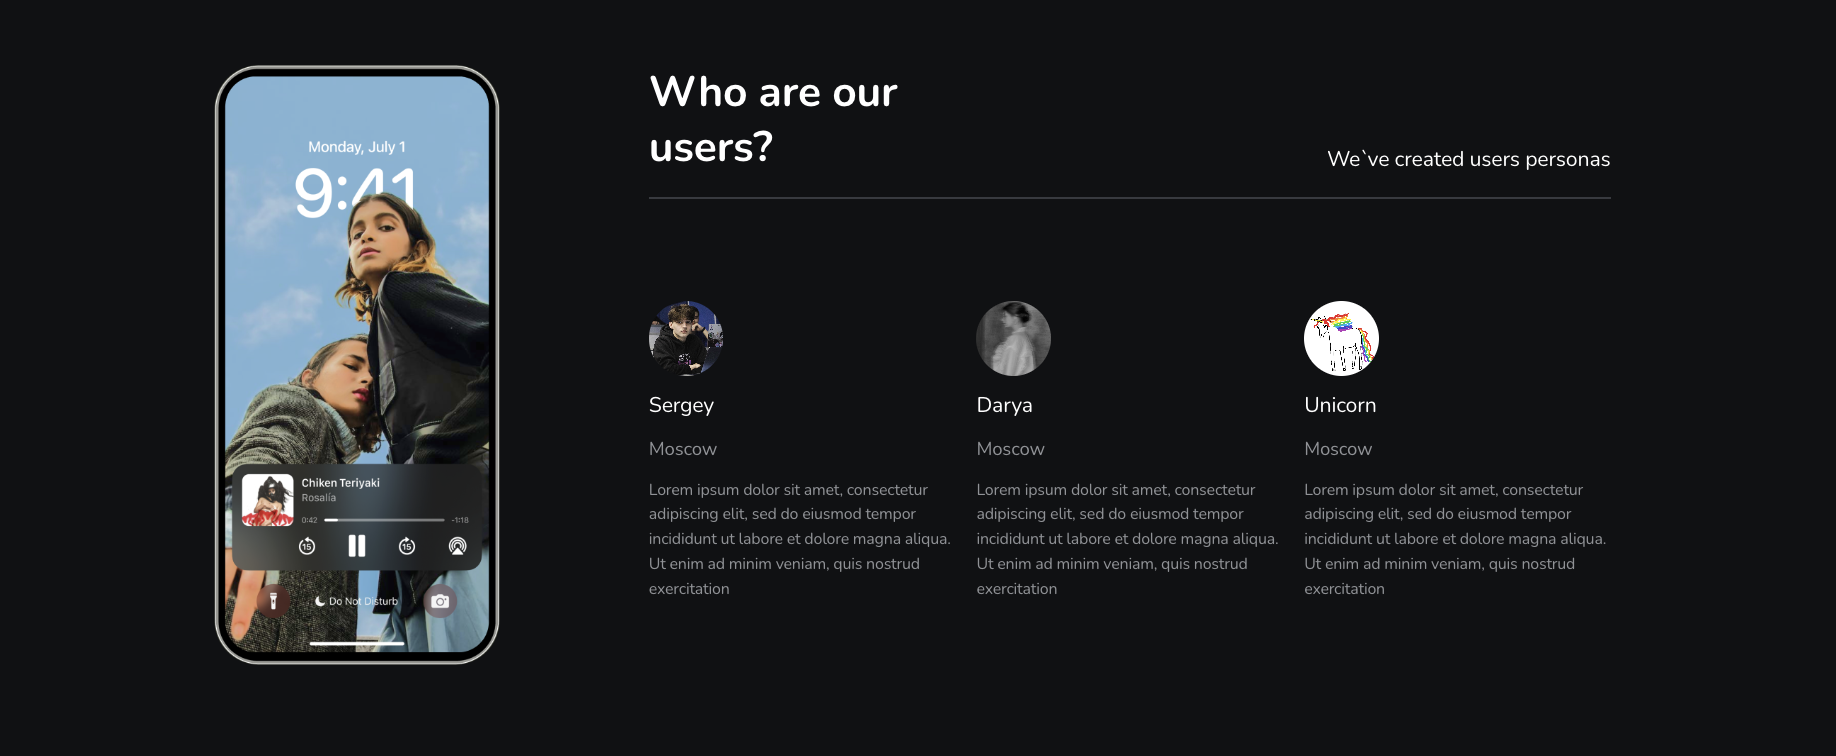 Monday, July 1
9:41
Chiken Teriyaki
Rosalía
0:42
-1:18
15
15
Do Not Disturb
Who are our
users?
We`ve created users personas
Sergey
Moscow
Lorem ipsum dolor sit amet, consectetur
adipiscing elit, sed do eiusmod tempor
incididunt ut labore et dolore magna aliqua.
Ut enim ad minim veniam, quis nostrud
exercitation
Darya
Moscow
Lorem ipsum dolor sit amet, consectetur
adipiscing elit, sed do eiusmod tempor
incididunt ut labore et dolore magna aliqua.
Ut enim ad minim veniam, quis nostrud
exercitation
Unicorn
Moscow
Lorem ipsum dolor sit amet, consectetur
adipiscing elit, sed do eiusmod tempor
incididunt ut labore et dolore magna aliqua.
Ut enim ad minim veniam, quis nostrud
exercitation